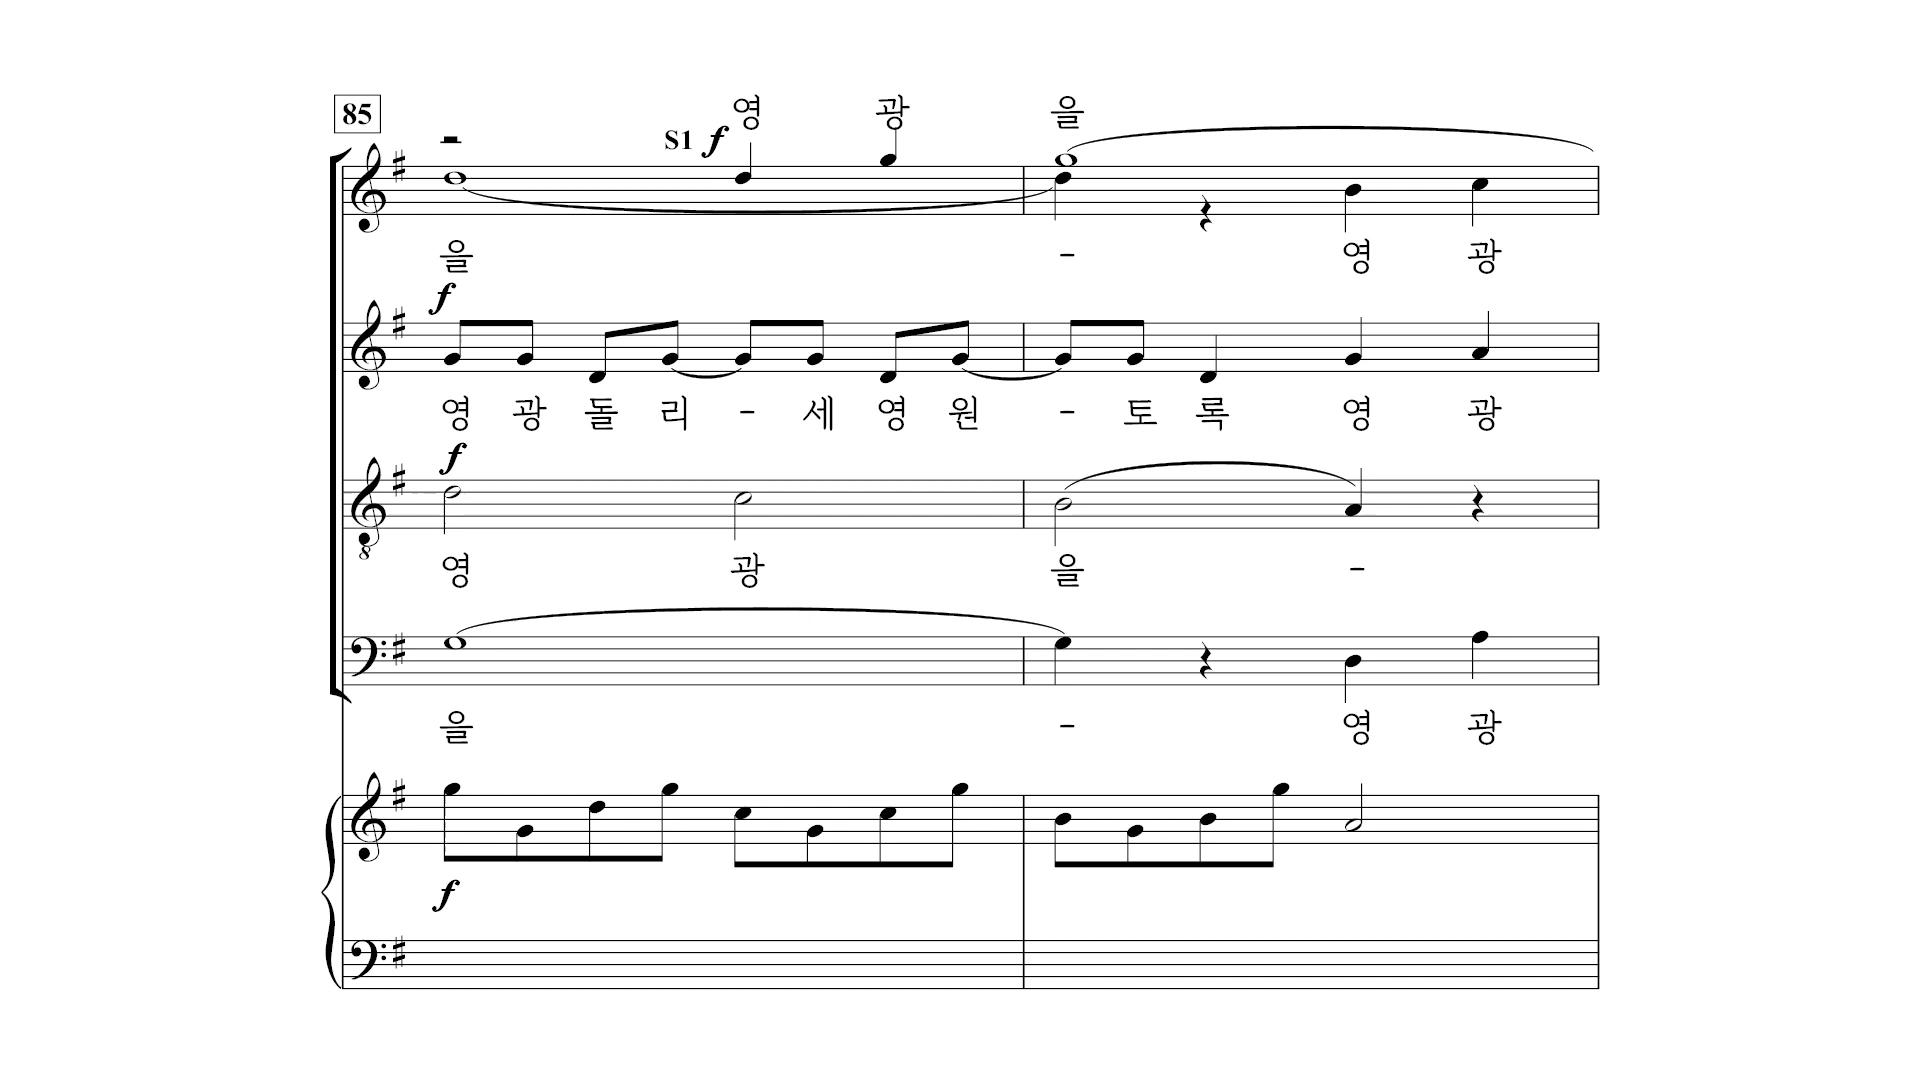 85
영 광 을
S1 f
을 - 영 광
f
영 광 돌 리 - 세 영 원 - 토 록 영 광
f
영 광 을 -
을 - 영 광
f